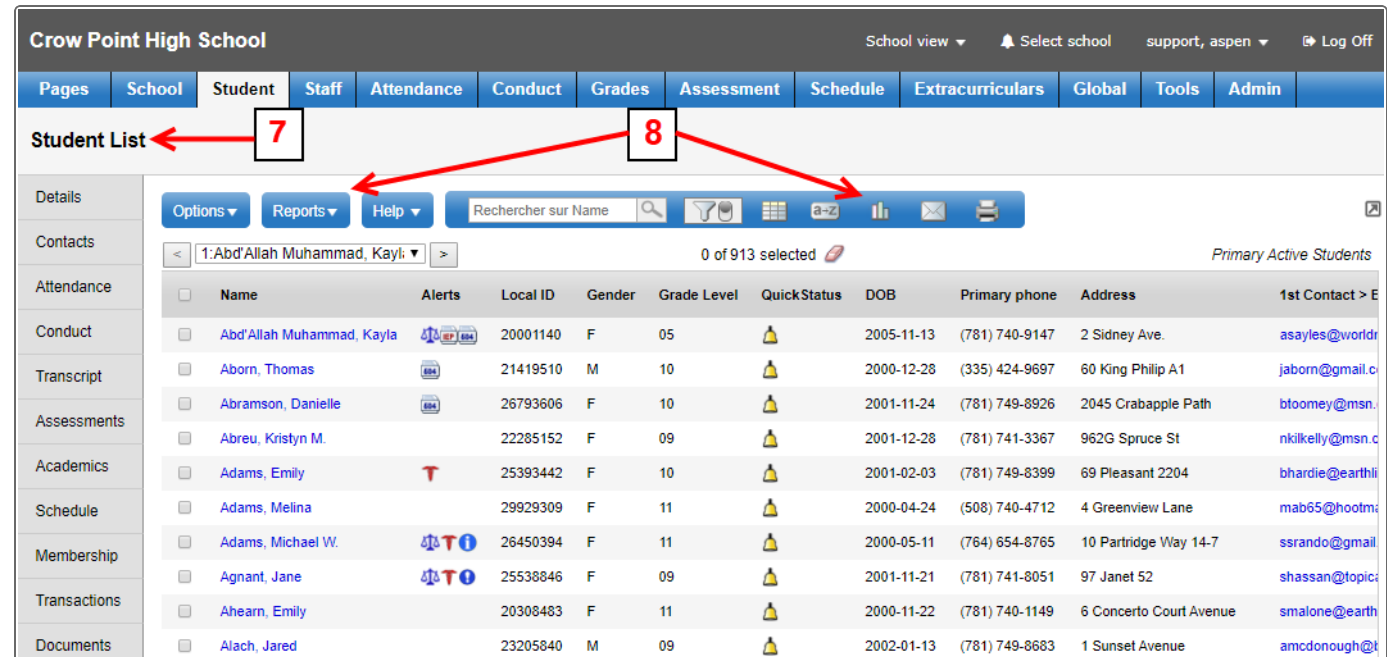 Crow Point High School School view Select school support, aspen Log Off
Pages School Student Staff Attendance Conduct Grades Assessment Schedule Extracurriculars Global Tools Admin
Student List 7 8
Details
Contacts
Attendance
Conduct
Transcript
Assessments
Academics
Schedule
Membership
Transactions
Documents
Options Reports Help Rechercher sur Name a-z
< 1:Abd'Allah Muhammad, Kayl > 0 of 913 selected Primary Active Students
Name Alerts Local ID Gender Grade Level QuickStatus DOB Primary phone Address 1st Contact > E
Abd'Allah Muhammad, Kayla IEP 504 20001140 F 05 2005-11-13 (781) 740-9147 2 Sidney Ave. asayles@worldn
Aborn, Thomas 504 21419510 M 10 2000-12-28 (335) 424-9697 60 King Philip A1 jaborn@gmail.c
Abramson, Danielle 504 26793606 F 10 2001-11-24 (781) 749-8926 2045 Crabapple Path btoomey@msn.
Abreu, Kristyn M. 22285152 F 09 2001-12-28 (781) 741-3367 962G Spruce St nkilkelly@msn.c
Adams, Emily T 25393442 F 10 2001-02-03 (781) 749-8399 69 Pleasant 2204 bhardie@earthli
Adams, Melina 29929309 F 11 2000-04-24 (508) 740-4712 4 Greenview Lane mab65@hootm
Adams, Michael W. T i 26450394 F 11 2000-05-11 (764) 654-8765 10 Partridge Way 14-7 ssrando@gmail.
Agnant, Jane T ! 25538846 F 09 2001-11-21 (781) 741-8051 97 Janet 52 shassan@topic
Ahearn, Emily 20308483 F 11 2000-11-22 (781) 740-1149 6 Concerto Court Avenue smalone@earth
Alach, Jared 23205840 M 09 2002-01-13 (781) 749-8683 1 Sunset Avenue amcdonough@